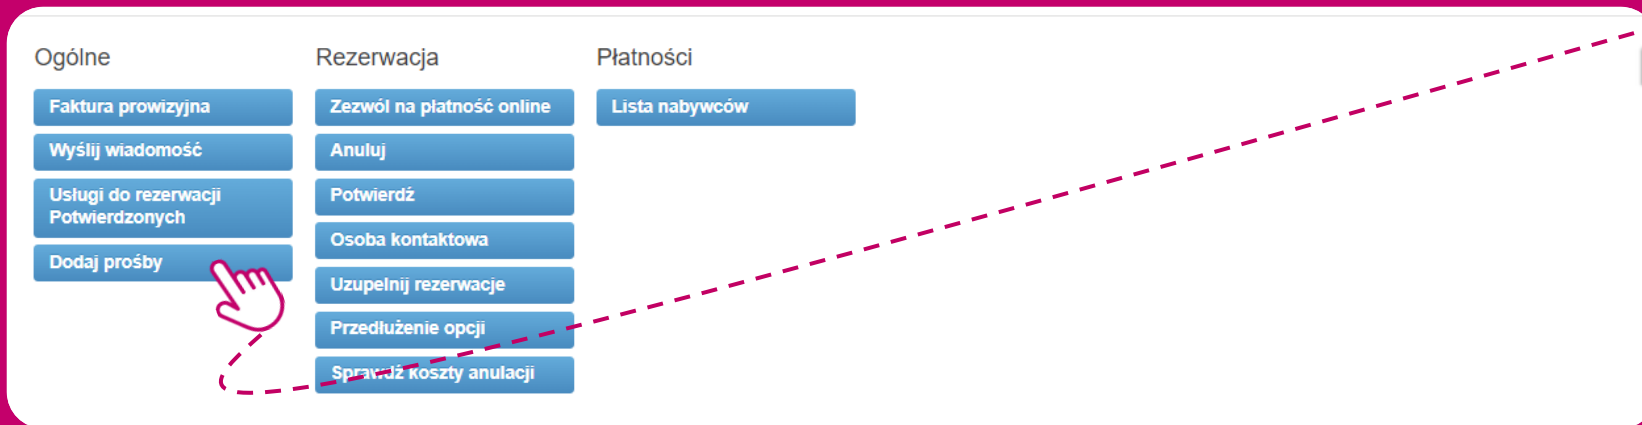 Ogólne
Faktura prowizyjna
Wyślij wiadomość
Usługi do rezerwacji
Potwierdzonych
Dodaj prośby
Rezerwacja
Zezwól na płatność online
Anuluj
Potwierdź
Osoba kontaktowa
Uzupelnij rezerwacje
Przedłużenie opcji
Sprawdź koszty anulacji
Płatności
Lista nabywców